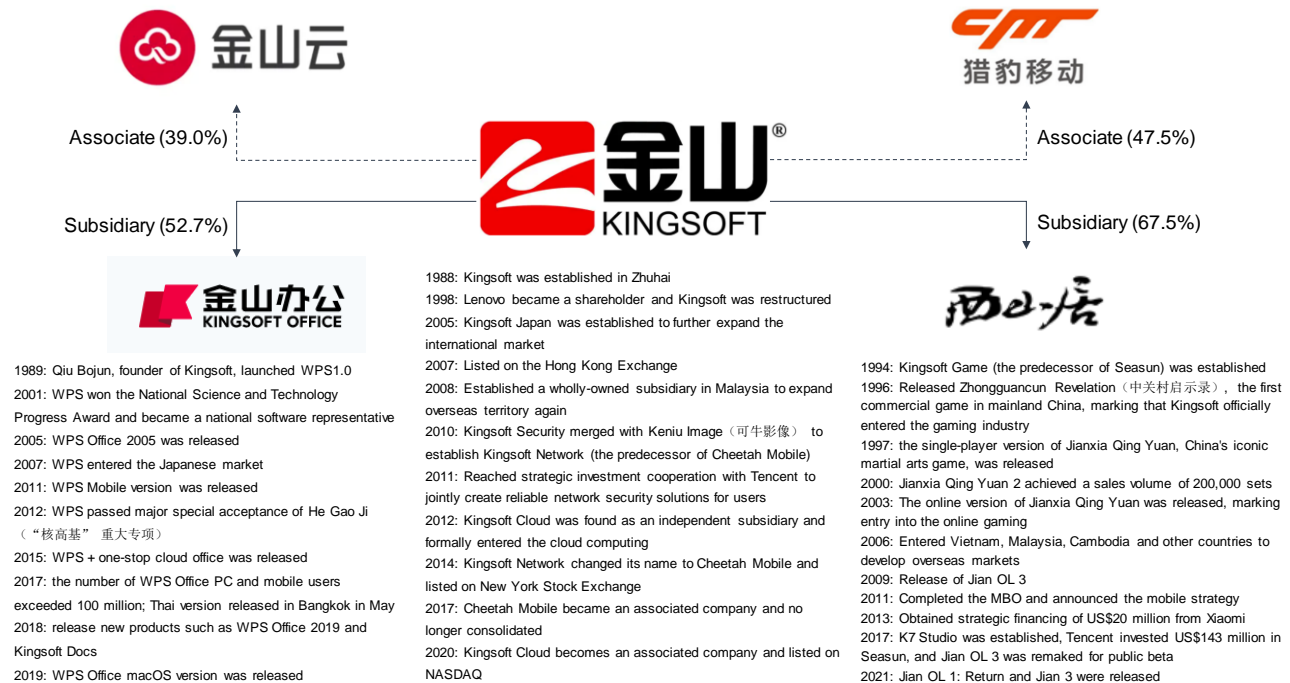 金山云
CMT
猎豹移动
Associate (39.0%)
金山®
KINGSOFT
Associate (47.5%)
Subsidiary (52.7%)
Subsidiary (67.5%)
金山办公
KINGSOFT OFFICE
1989: Qiu Bojun, founder of Kingsoft, launched WPS1.0
2001: WPS won the National Science and Technology
Progress Award and became a national software representative
2005: WPS Office 2005 was released
2007: WPS entered the Japanese market
2011: WPS Mobile version was released
2012: WPS passed major special acceptance of He Gao Ji
（“核高基” 重大专项）
2015: WPS + one-stop cloud office was released
2017: the number of WPS Office PC and mobile users
exceeded 100 million; Thai version released in Bangkok in May
2018: release new products such as WPS Office 2019 and
Kingsoft Docs
2019: WPS Office macOS version was released
1988: Kingsoft was established in Zhuhai
1998: Lenovo became a shareholder and Kingsoft was restructured
2005: Kingsoft Japan was established to further expand the
international market
2007: Listed on the Hong Kong Exchange
2008: Established a wholly-owned subsidiary in Malaysia to expand
overseas territory again
2010: Kingsoft Security merged with Keniu Image（可牛影像） to
establish Kingsoft Network (the predecessor of Cheetah Mobile)
2011: Reached strategic investment cooperation with Tencent to
jointly create reliable network security solutions for users
2012: Kingsoft Cloud was found as an independent subsidiary and
formally entered the cloud computing
2014: Kingsoft Network changed its name to Cheetah Mobile and
listed on New York Stock Exchange
2017: Cheetah Mobile became an associated company and no
longer consolidated
2020: Kingsoft Cloud becomes an associated company and listed on
NASDAQ
西山居
1994: Kingsoft Game (the predecessor of Seasun) was established
1996: Released Zhongguancun Revelation（中关村启示录）, the first
commercial game in mainland China, marking that Kingsoft officially
entered the gaming industry
1997: the single-player version of Jianxia Qing Yuan, China's iconic
martial arts game, was released
2000: Jianxia Qing Yuan 2 achieved a sales volume of 200,000 sets
2003: The online version of Jianxia Qing Yuan was released, marking
entry into the online gaming
2006: Entered Vietnam, Malaysia, Cambodia and other countries to
develop overseas markets
2009: Release of Jian OL 3
2011: Completed the MBO and announced the mobile strategy
2013: Obtained strategic financing of US$20 million from Xiaomi
2017: K7 Studio was established, Tencent invested US$143 million in
Seasun, and Jian OL 3 was remade for public beta
2021: Jian OL 1: Return and Jian 3 were released